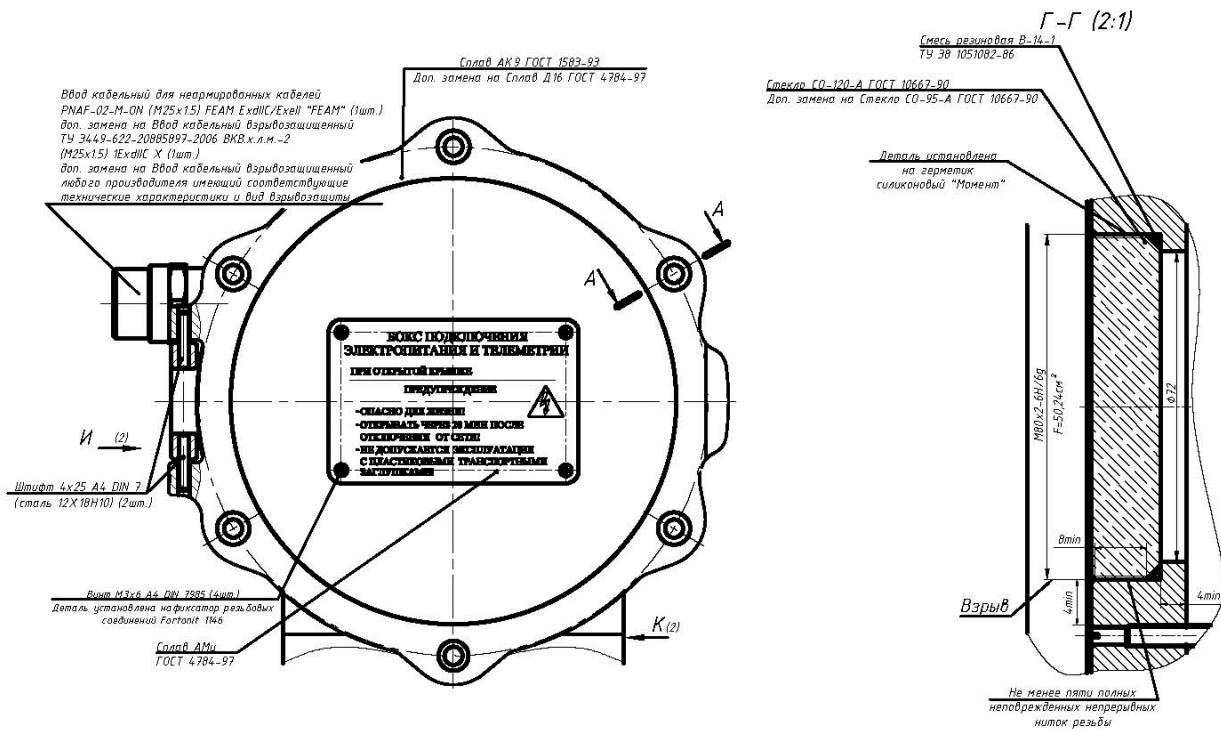 Г-Г (2:1)
Смесь резиновая В-14-1
ТУ 38 1051082-86
Стекло СО-120-А ГОСТ 10667-90
Доп. замена на Стекло СО-95-А ГОСТ 10667-90
Деталь установлена
на герметик
силиконовый "Момент"
Сплав АК9 ГОСТ 1583-93
Доп. замена на Сплав Д16 ГОСТ 4784-97
Ввод кабельный для неармированных кабелей
PNAF-02-M-ON (М25х1.5) FEAM ExdIIC/ExeII "FEAM" (1шт.)
доп. замена на Ввод кабельный взрывозащищенный
ТУ 3449-622-20885897-2006 ВКВ.х.л.м.-2
(М25х1.5) 1ExdIIC X (1шт.)
доп. замена на Ввод кабельный взрывозащищенный
любого производителя имеющий соответствующие
технические характеристики и вид взрывозащиты
А
А
БОКС ПОДКЛЮЧЕНИЯ
ЭЛЕКТРОПИТАНИЯ И ТЕЛЕМЕТРИИ
ПРИ ОТКРЫТОЙ КРЫШКЕ
ПРЕДУПРЕЖДЕНИЕ
-ОПАСНО ДЛЯ ЖИЗНИ!
-ОТКРЫВАТЬ ЧЕРЕЗ 20 МИН ПОСЛЕ
ОТКЛЮЧЕНИЯ ОТ СЕТИ!
-НЕ ДОПУСКАЕТСЯ ЭКСПЛУАТАЦИЯ
С ПЛАСТИКОВЫМИ ТРАНСПОРТНЫМИ
ЗАГЛУШКАМИ
И (2)
Штифт 4х25 А4 DIN 7
(сталь 12Х18Н10) (2шт.)
Винт М3х6 А4 DIN 7985 (4шт.)
Деталь установлена на фиксатор резьбовых
соединений Fortonit 1146
Сплав АМц
ГОСТ 4784-97
К (2)
М80х2-6Н/6g
F=50,24см²
ф72
8min
4min
4min
Взрыв
Не менее пяти полных
неповрежденных непрерывных
ниток резьбы